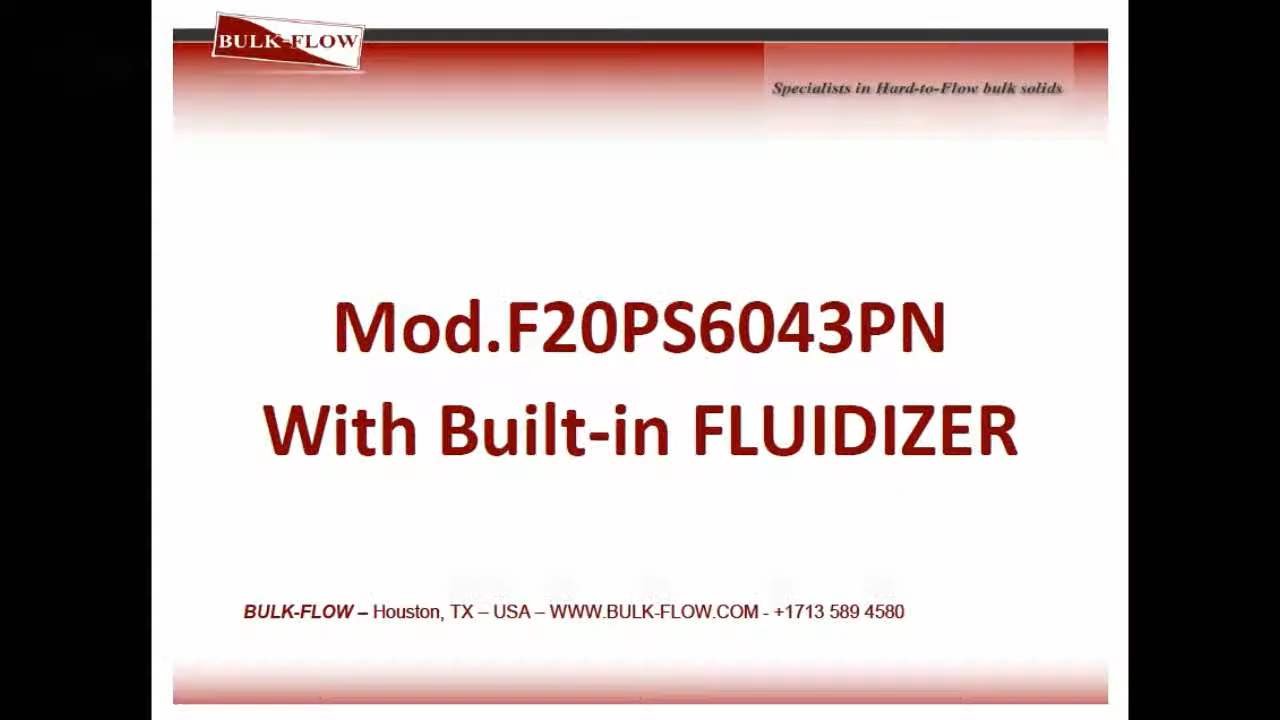 BULK-FLOW
Specialists in Hard-to-Flow bulk solids
Mod.F20PS6043PN
With Built-in FLUIDIZER
BULK-FLOW – Houston, TX – USA – WWW.BULK-FLOW.COM - +1713 589 4580